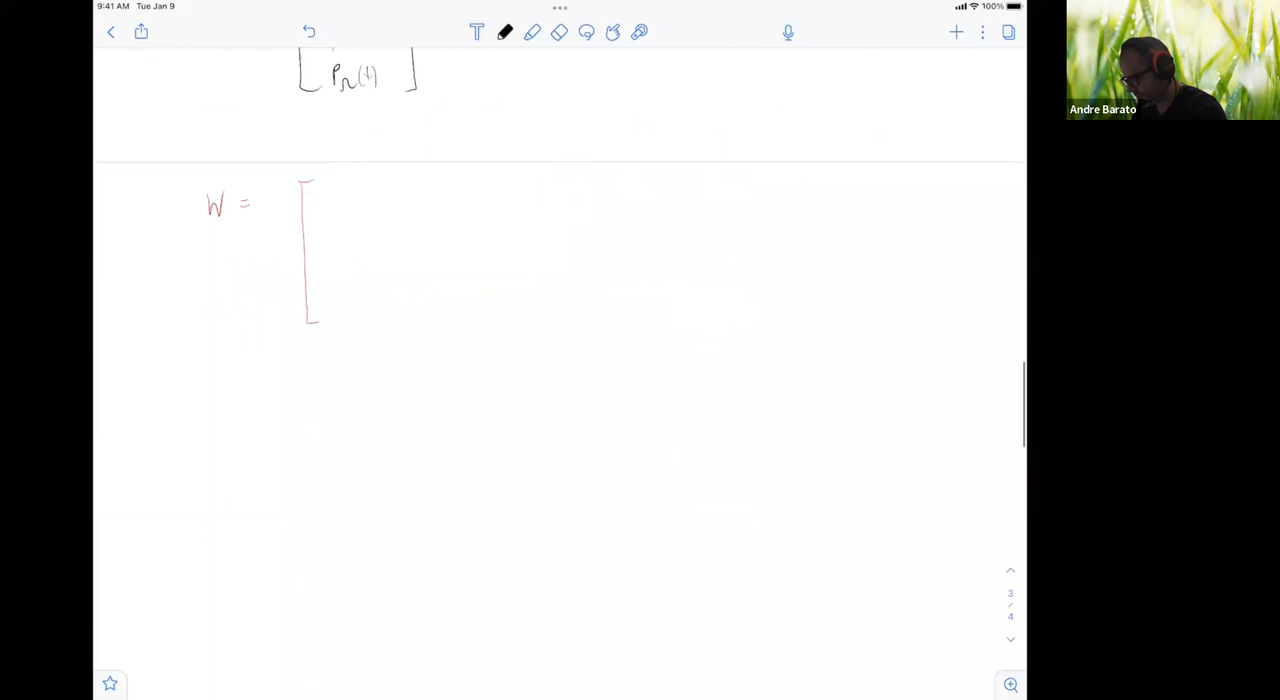 9:41 AM Tue Jan 9
100%
T
P_n(t)
Andre Barato
W = [
3
/
4